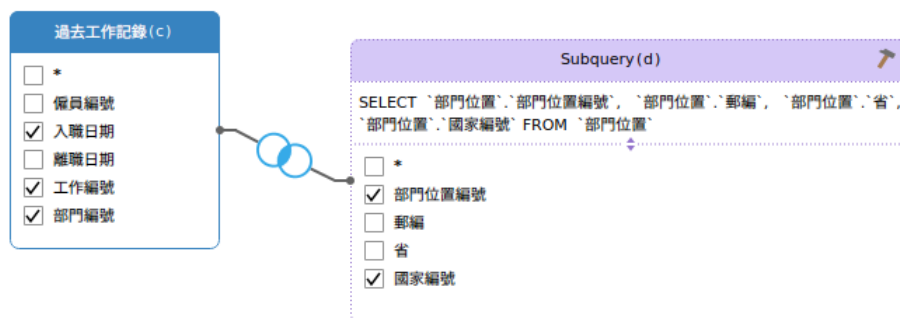 過去工作記錄(c)
*
僱員編號
入職日期
離職日期
工作編號
部門編號
Subquery(d)
SELECT `部門位置`.`部門位置編號`, `部門位置`.`郵編`, `部門位置`.`省`,
`部門位置`.`國家編號` FROM `部門位置`
*
部門位置編號
郵編
省
國家編號